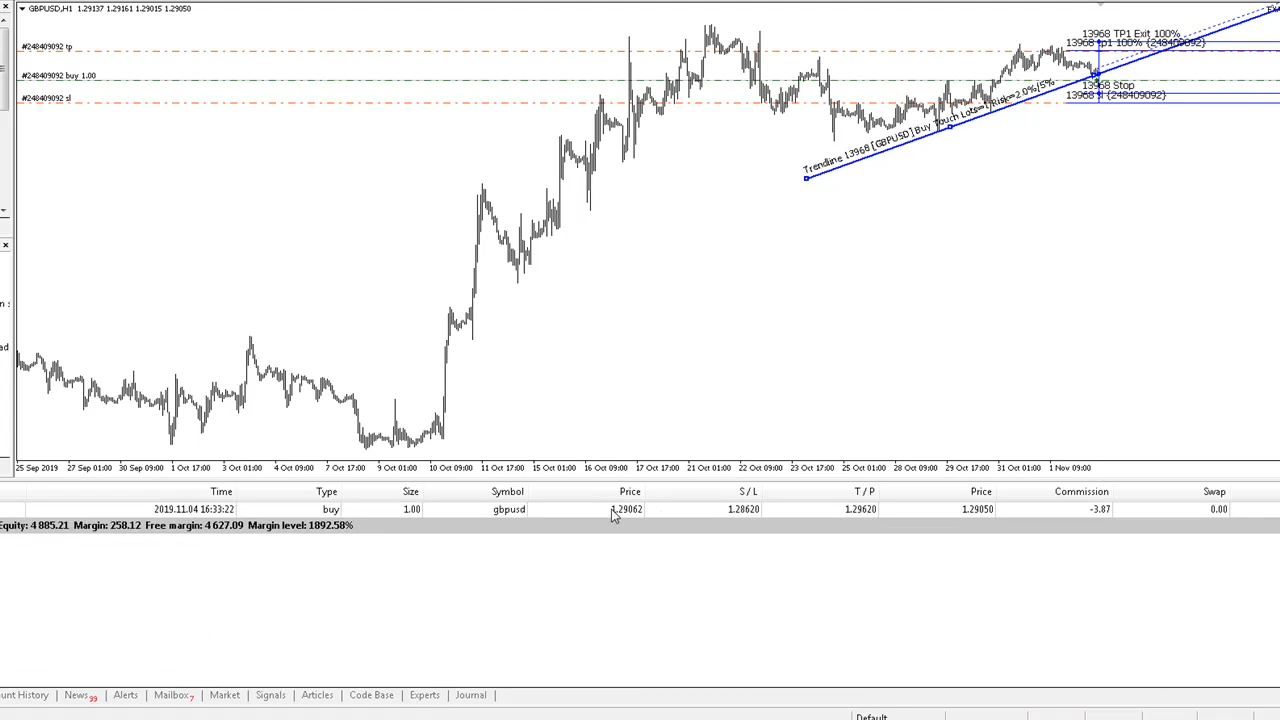 GBPUSD,H1 1.29137 1.29161 1.29015 1.29050
13968 TP1 Exit 100%
13968 tp1 100% {248409092}
#248409092 tp
#248409092 buy 1.00
13968 Stop
13968 sl {248409092}
#248409092 sl
Trendline 13968 [GBPUSD] Buy Touch Lots=1 Risk=2.0%/5%
25 Sep 2019 27 Sep 01:00 30 Sep 09:00 1 Oct 17:00 3 Oct 01:00 4 Oct 09:00 7 Oct 17:00 9 Oct 01:00 10 Oct 09:00 11 Oct 17:00 15 Oct 01:00 16 Oct 09:00 17 Oct 17:00 21 Oct 01:00 22 Oct 09:00 23 Oct 17:00 25 Oct 01:00 28 Oct 09:00 29 Oct 17:00 31 Oct 01:00 1 Nov 09:00
Time Type Size Symbol Price S / L T / P Price Commission Swap
2019.11.04 16:33:22 buy 1.00 gbpusd 1.29062 1.28620 1.29620 1.29050 -3.87 0.00
Equity: 4 885.21 Margin: 258.12 Free margin: 4 627.09 Margin level: 1892.58%
unt History | News 99 | Alerts | Mailbox 7 | Market | Signals | Articles | Code Base | Experts | Journal |
Default